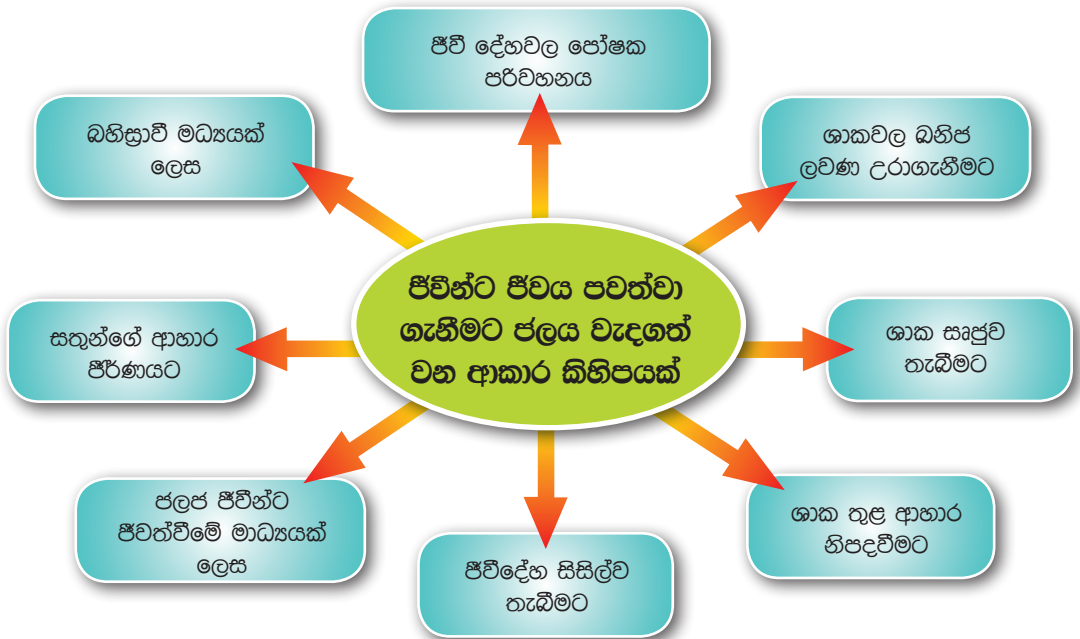 ජීවී දේහවල පෝෂක
පරිවහනය
බහිස්‍රාවී මධ්‍යයක්
ලෙස
ශාකවල ඛනිජ
ලවණ උරාගැනීමට
ජීවීන්ට ජීවය පවත්වා
ගැනීමට ජලය වැදගත්
වන ආකාර කිහිපයක්
සතුන්ගේ ආහාර
ජීර්ණයට
ශාක සෘජුව
තැබීමට
ජලජ ජීවීන්ට
ජීවත්වීමේ මාධ්‍යයක්
ලෙස
ජීවීදේහ සිසිල්ව
තැබීමට
ශාක තුළ ආහාර
නිපදවීමට